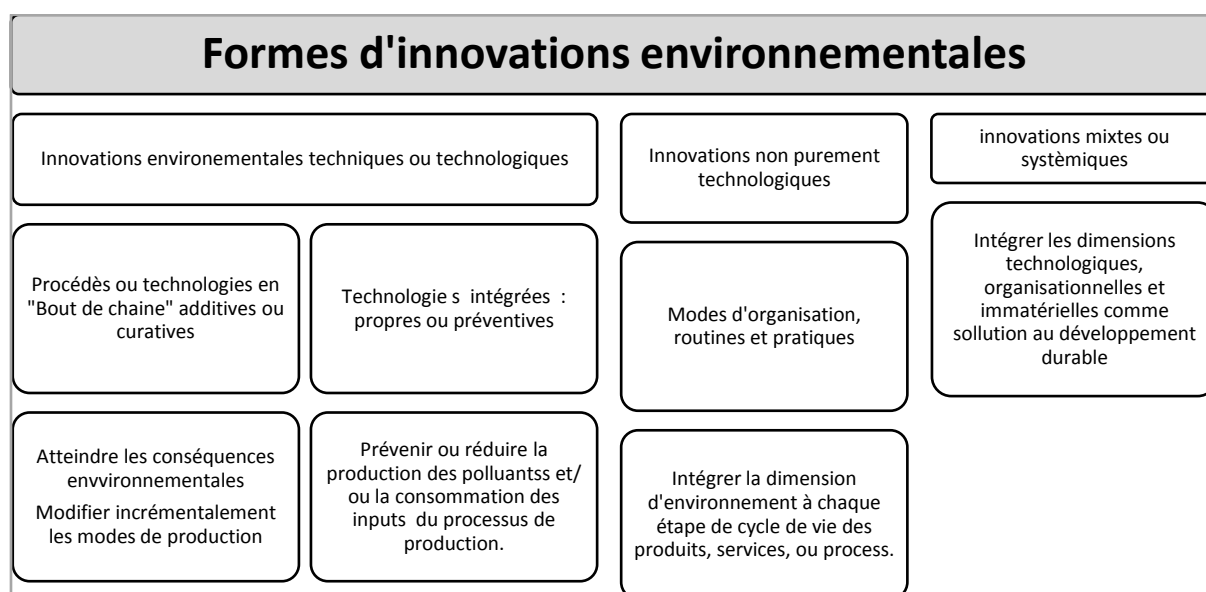 Formes d'innovations environnementales
Innovations environementales techniques ou technologiques
Procédès ou technologies en
"Bout de chaine" additives ou
curatives
Atteindre les conséquences
envvironnementales
Modifier incrémentalement
les modes de production
Technologie s intégrées :
propres ou préventives
Prévenir ou réduire la
production des polluantss et/
ou la consommation des
inputs du processus de
production.
Innovations non purement
technologiques
Modes d'organisation,
routines et pratiques
Intégrer la dimension
d'environnement à chaque
étape de cycle de vie des
produits, services, ou process.
innovations mixtes ou
systèmiques
Intégrer les dimensions
technologiques,
organisationnelles et
immatérielles comme
sollution au développement
durable